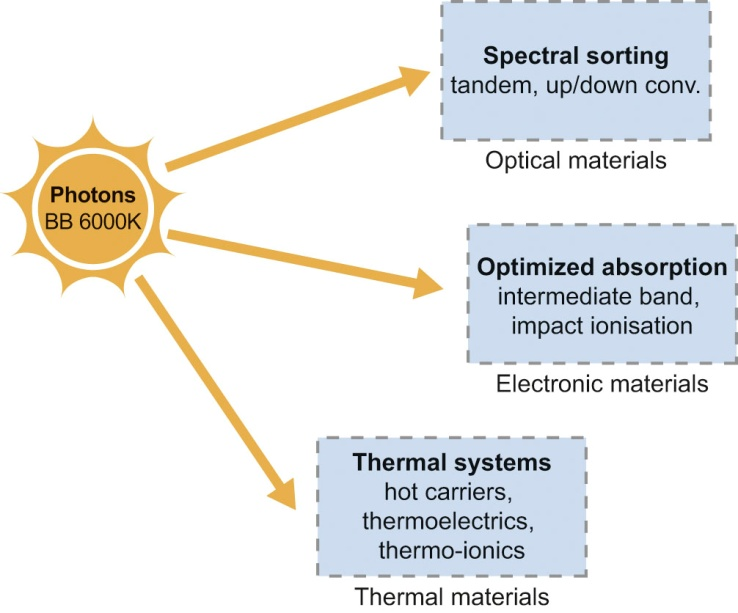 Photons
BB 6000K
Spectral sorting
tandem, up/down conv.
Optical materials
Optimized absorption
intermediate band,
impact ionisation
Electronic materials
Thermal systems
hot carriers,
thermoelectrics,
thermo-ionics
Thermal materials